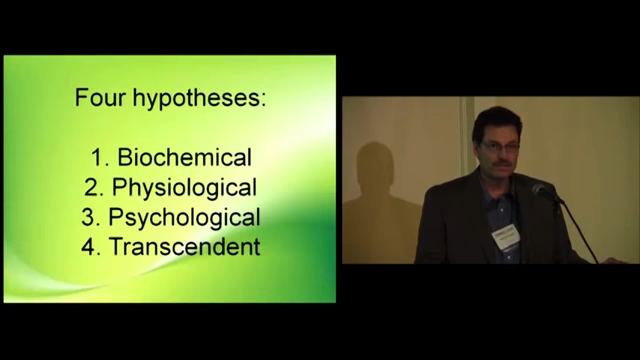 Four hypotheses:
1. Biochemical
2. Physiological
3. Psychological
4. Transcendent